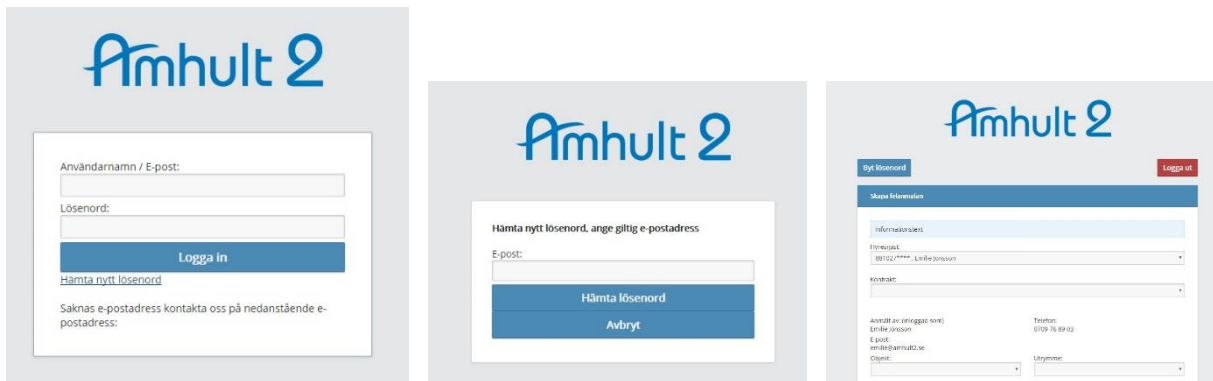 Amhult 2
Användarnamn / E-post:
Lösenord:
Logga in
Hämta nytt lösenord
Saknas e-postadress kontakta oss på nedanstående e-
postadress:
Amhult 2
Hämta nytt lösenord, ange giltig e-postadress
E-post:
Hämta lösenord
Avbryt
Amhult 2
Byt lösenord
Logga ut
Skapa felanmälan
Informationstext
Hyresgäst:
881027**** : Emilie Jonsson
Kontrakt:
Anmält av: (inloggad som)
Emilie Jonsson
Telefon:
0709 76 89 03
E-post:
emilie@amhult2.se
Objekt:
Utrymme: